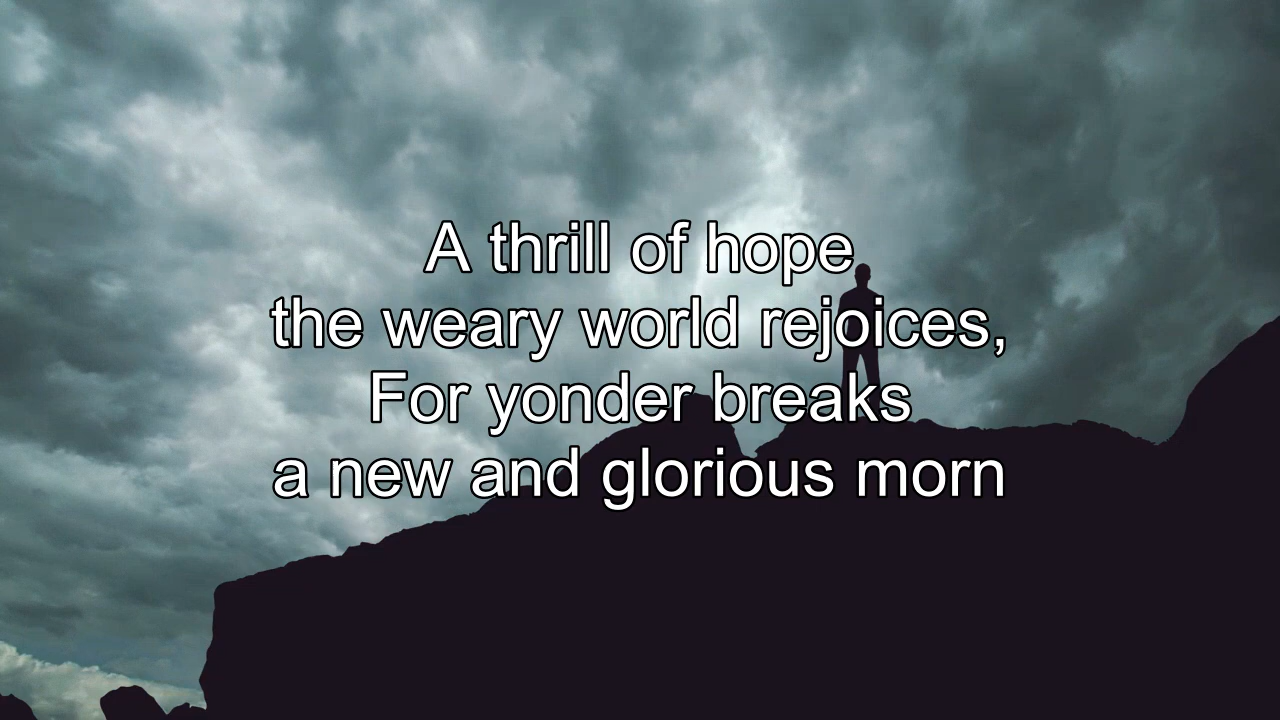 A thrill of hope
the weary world rejoices,
For yonder breaks
a new and glorious morn